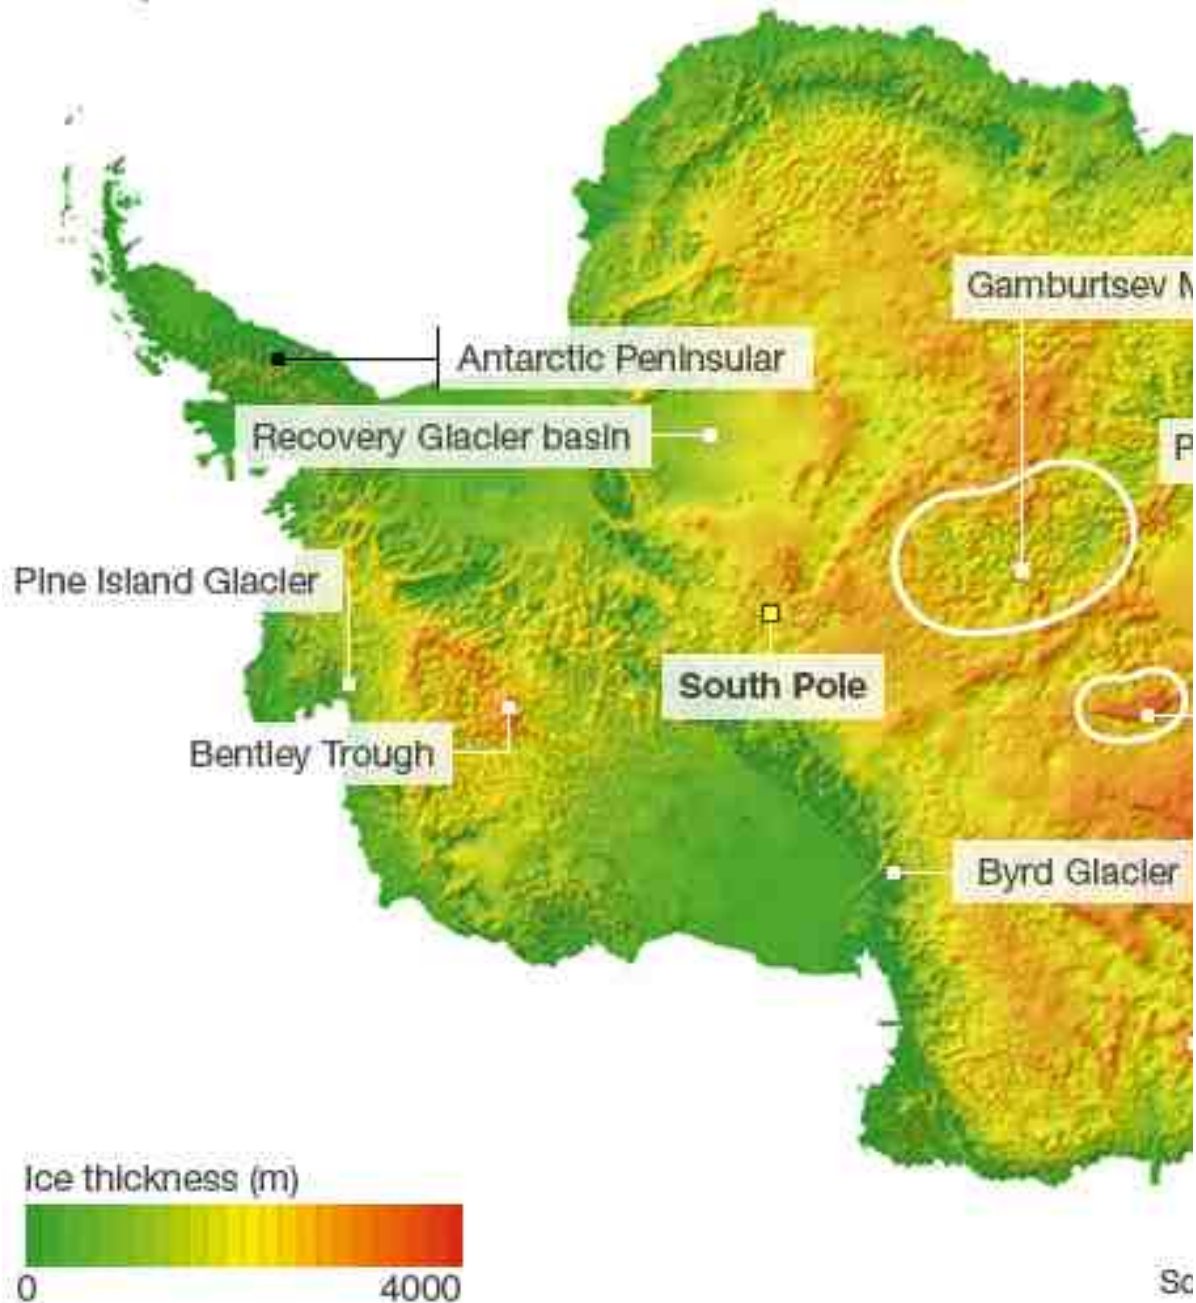 Gamburtsev M
Antarctic Peninsular
Recovery Glacier basin
P
Pine Island Glacier
South Pole
Bentley Trough
Byrd Glacier
Ice thickness (m)
0 4000
So